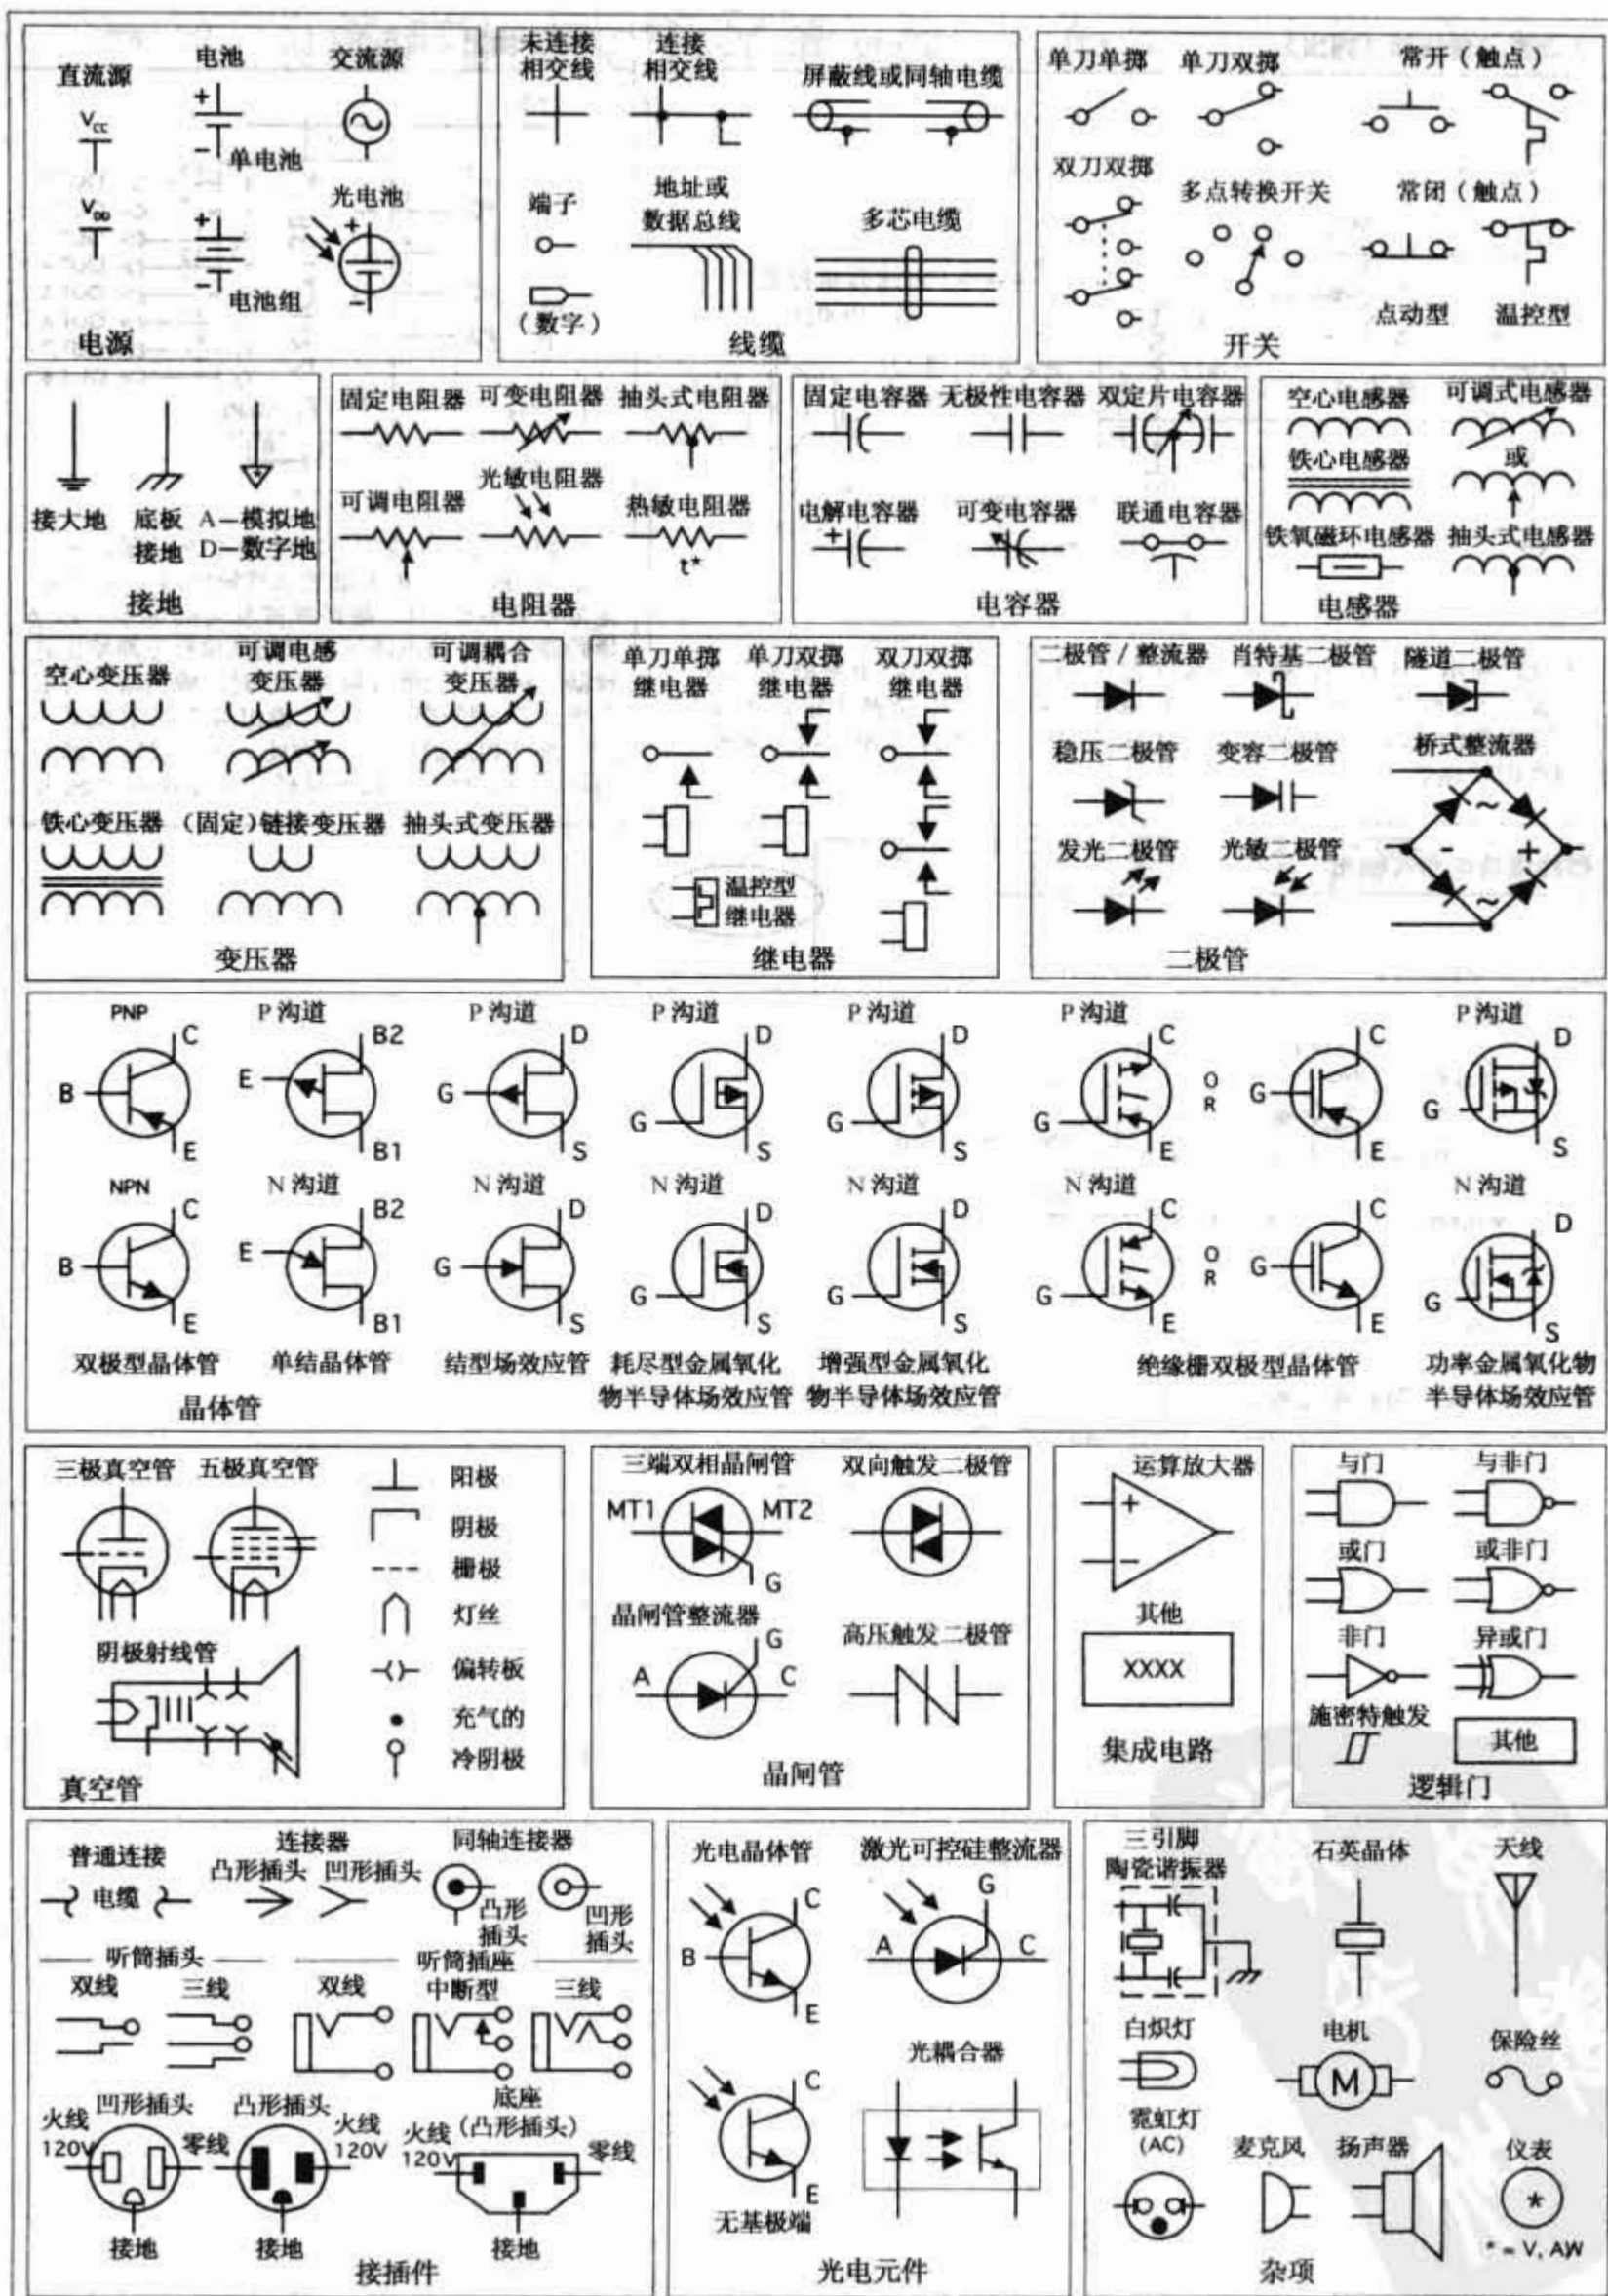 直流源
电池
交流源
Vcc
+
-
单电池
光电池
VDD
+
-
+
-
电池组
电源
未连接
相交线
连接
相交线
屏蔽线或同轴电缆
端子
地址或
数据总线
多芯电缆
(数字)
线缆
单刀单掷
单刀双掷
常开(触点)
双刀双掷
多点转换开关
常闭(触点)
点动型
温控型
开关
接大地
底板
接地
A—模拟地
D—数字地
接地
固定电阻器
可变电阻器
抽头式电阻器
可调电阻器
光敏电阻器
热敏电阻器
t*
电阻器
固定电容器
无极性电容器
双定片电容器
电解电容器
可变电容器
联通电容器
+
电容器
空心电感器
可调式电感器
铁心电感器
或
铁氧磁环电感器
抽头式电感器
电感器
空心变压器
可调电感
变压器
可调耦合
变压器
铁心变压器
(固定)链接变压器
抽头式变压器
变压器
单刀单掷
继电器
单刀双掷
继电器
双刀双掷
继电器
温控型
继电器
继电器
二极管/整流器
肖特基二极管
隧道二极管
稳压二极管
变容二极管
桥式整流器
发光二极管
光敏二极管
~
- +
~
二极管
PNP
P 沟道
P 沟道
P 沟道
P 沟道
P 沟道
P 沟道
C B2 D D D C C D
B E G G G G OR G G
E B1 S S S E E S
NPN
N 沟道
N 沟道
N 沟道
N 沟道
N 沟道
N 沟道
C B2 D D D C C D
B E G G G G OR G G
E B1 S S S E E S
双极型晶体管
单结晶体管
结型场效应管
耗尽型金属氧化
物半导体场效应管
增强型金属氧化
物半导体场效应管
绝缘栅双极型晶体管
功率金属氧化物
半导体场效应管
晶体管
三极真空管
五极真空管
阳极
阴极
栅极
灯丝
阴极射线管
偏转板
充气的
冷阴极
真空管
三端双相晶闸管
双向触发二极管
MT1
MT2
G
晶闸管整流器
高压触发二极管
G
A
C
晶闸管
运算放大器
+
-
其他
XXXX
集成电路
与门
与非门
或门
或非门
非门
异或门
施密特触发
其他
逻辑门
普通连接
电缆
连接器
凸形插头
凹形插头
同轴连接器
凸形
插头
凹形
插头
听筒插头
听筒插座
双线
三线
双线
中断型
三线
凹形插头
凸形插头
底座
(凸形插头)
火线
120V
零线
火线
120V
火线
120V
零线
接地
接地
接地
接插件
光电晶体管
激光可控硅整流器
C
B
E
G
A
C
光耦合器
C
E
无基极端
光电元件
三引脚
陶瓷谐振器
石英晶体
天线
白炽灯
电机
M
保险丝
霓虹灯
(AC)
麦克风
扬声器
仪表
*
*=V, A,W
杂项